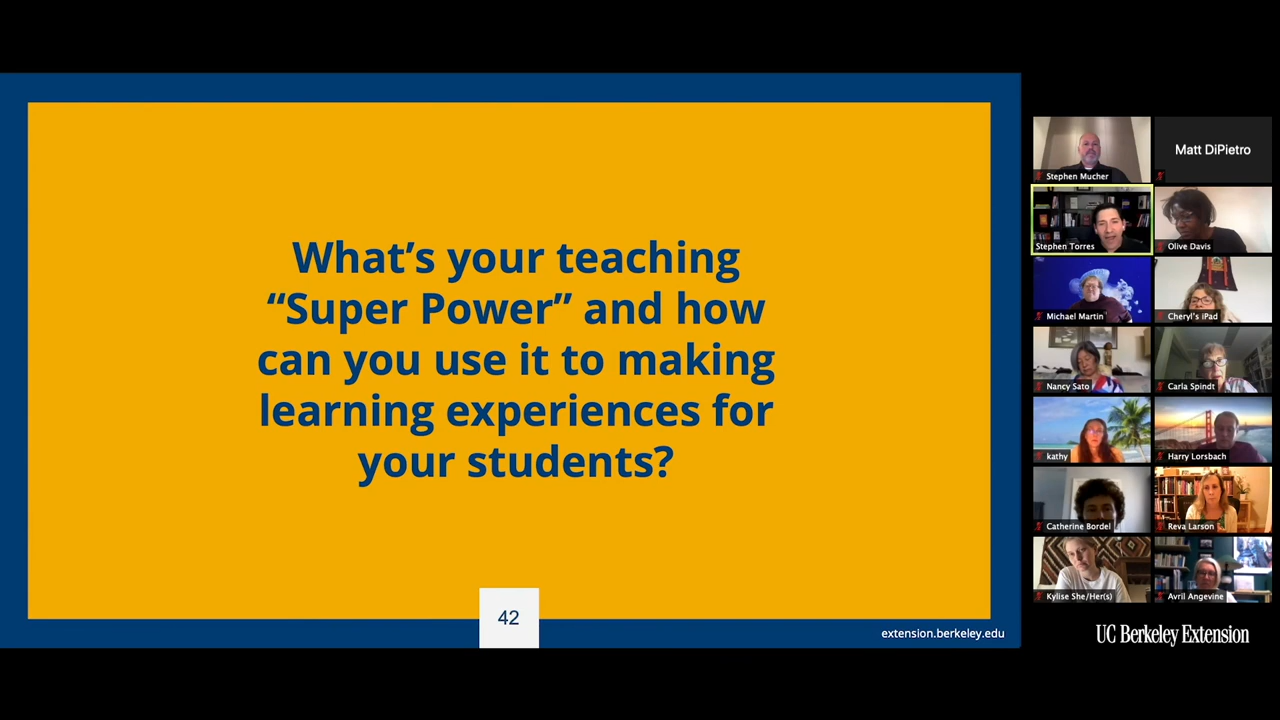 What’s your teaching
“Super Power” and how
can you use it to making
learning experiences for
your students?
42
extension.berkeley.edu
Stephen Mucher
Matt DiPietro
Stephen Torres
Olive Davis
Michael Martin
Cheryl's iPad
Nancy Sato
Carla Spindt
kathy
Harry Lorsbach
Catherine Bordel
Reva Larson
Kylise She/Her(s)
Avril Angevine
UC Berkeley Extension